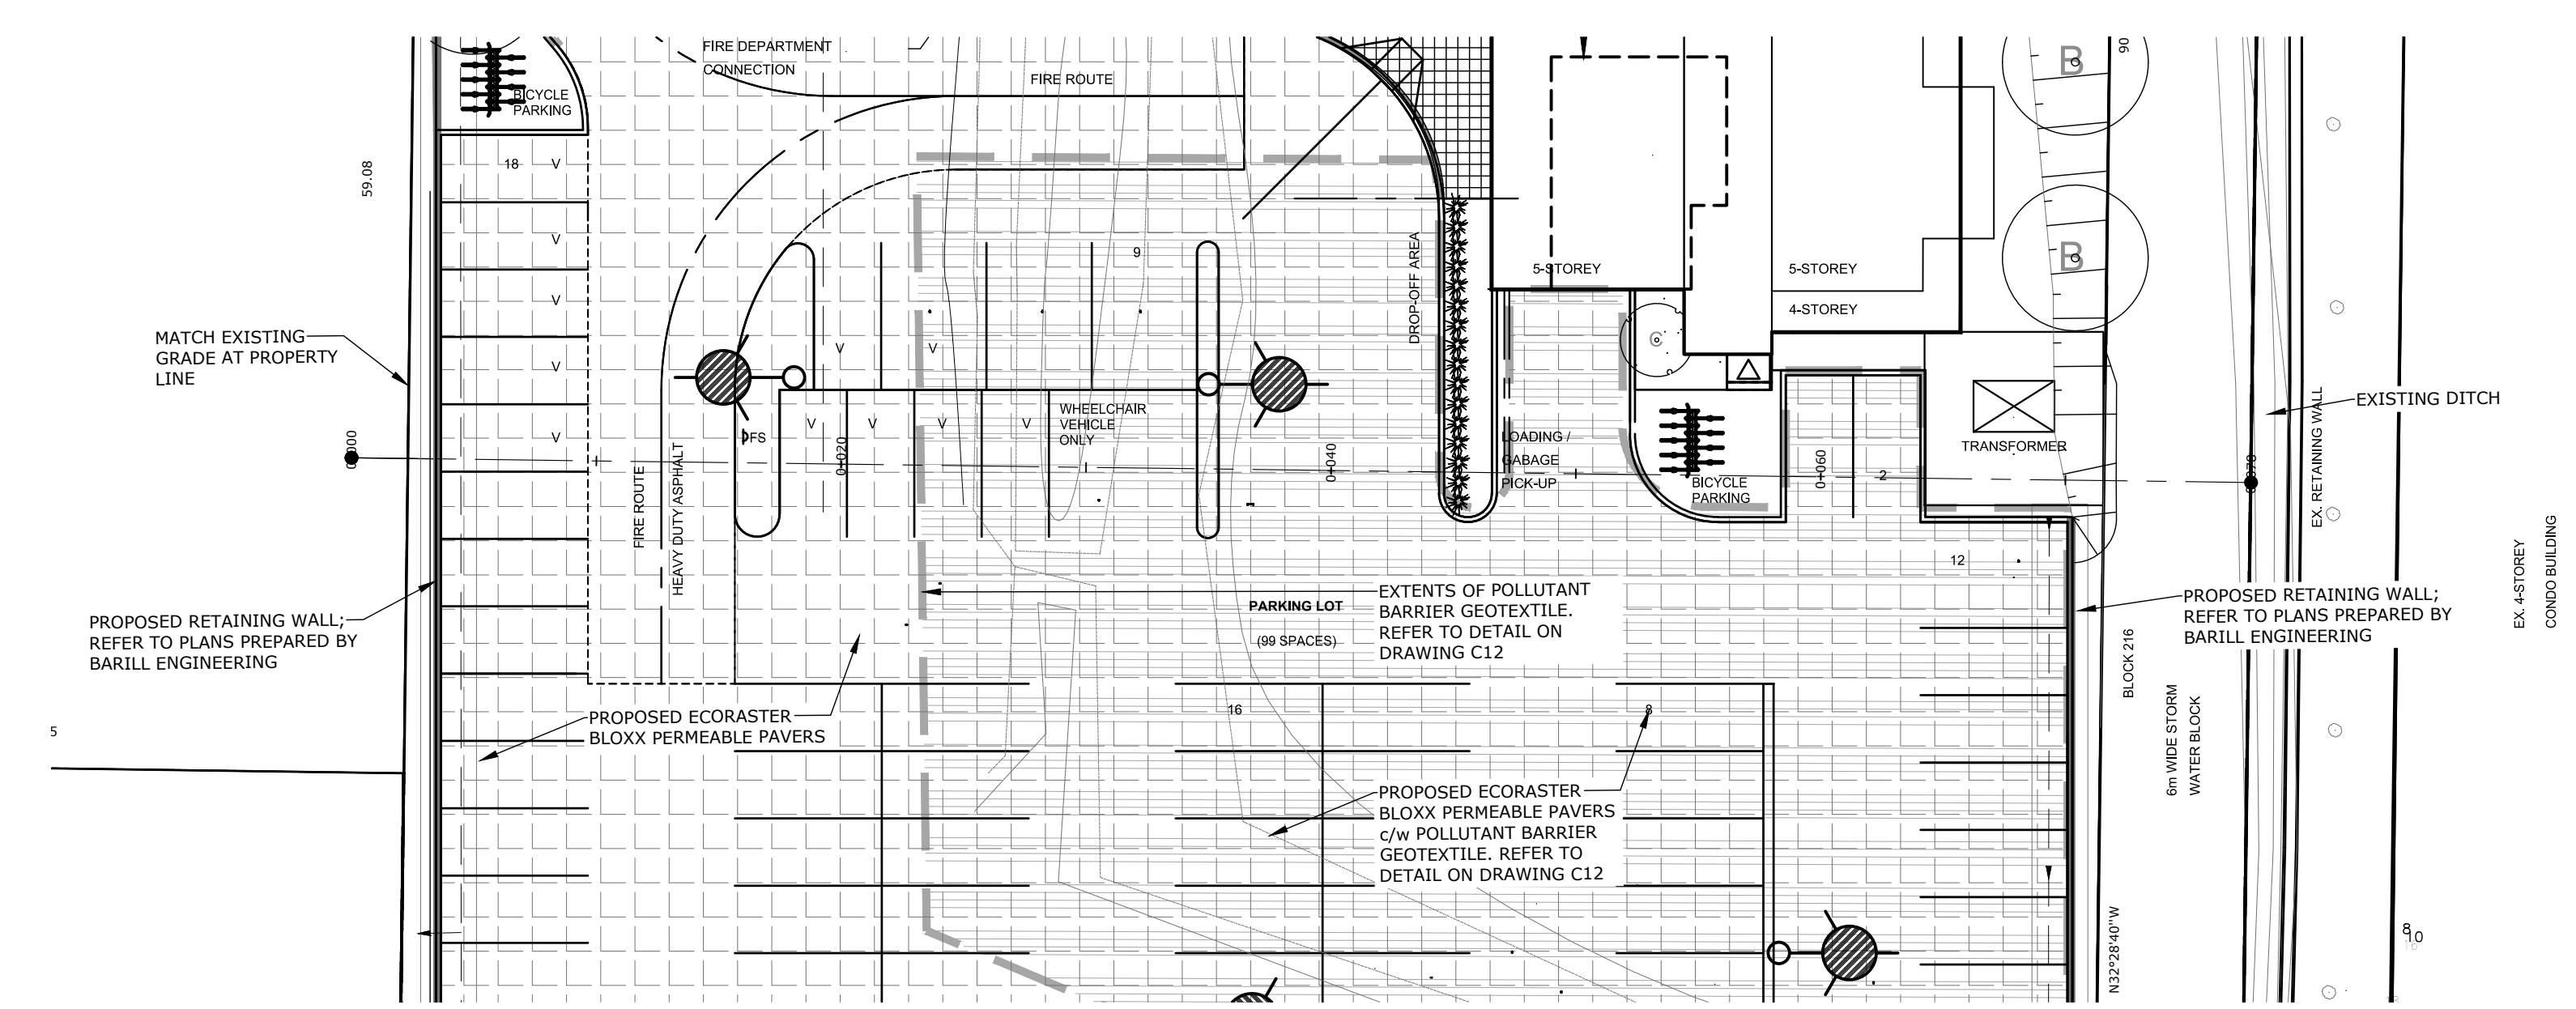 FIRE DEPARTMENT
CONNECTION
FIRE ROUTE
BICYCLE
PARKING
18
V
V
V
V
V
59.08
90
B
B
9
DROP-OFF AREA
5-STOREY
5-STOREY
4-STOREY
C
V
V
MATCH EXISTING
GRADE AT PROPERTY
LINE
WHEELCHAIR
VEHICLE
ONLY
V
V
V
V
FS
0+020
0+040
0+060
LOADING /
GABAGE
PICK-UP
BICYCLE
PARKING
2
TRANSFORMER
EXISTING DITCH
EX. RETAINING WALL
FIRE ROUTE
HEAVY DUTY ASPHALT
12
EXTENTS OF POLLUTANT
BARRIER GEOTEXTILE.
REFER TO DETAIL ON
DRAWING C12
PARKING LOT
(99 SPACES)
PROPOSED RETAINING WALL;
REFER TO PLANS PREPARED BY
BARILL ENGINEERING
PROPOSED RETAINING WALL;
REFER TO PLANS PREPARED BY
BARILL ENGINEERING
EX. 4-STOREY
CONDO BUILDING
BLOCK 216
6m WIDE STORM
WATER BLOCK
PROPOSED ECORASTER
BLOXX PERMEABLE PAVERS
16
8
5
PROPOSED ECORASTER
BLOXX PERMEABLE PAVERS
c/w POLLUTANT BARRIER
GEOTEXTILE. REFER TO
DETAIL ON DRAWING C12
N32°28'40"W
8
10